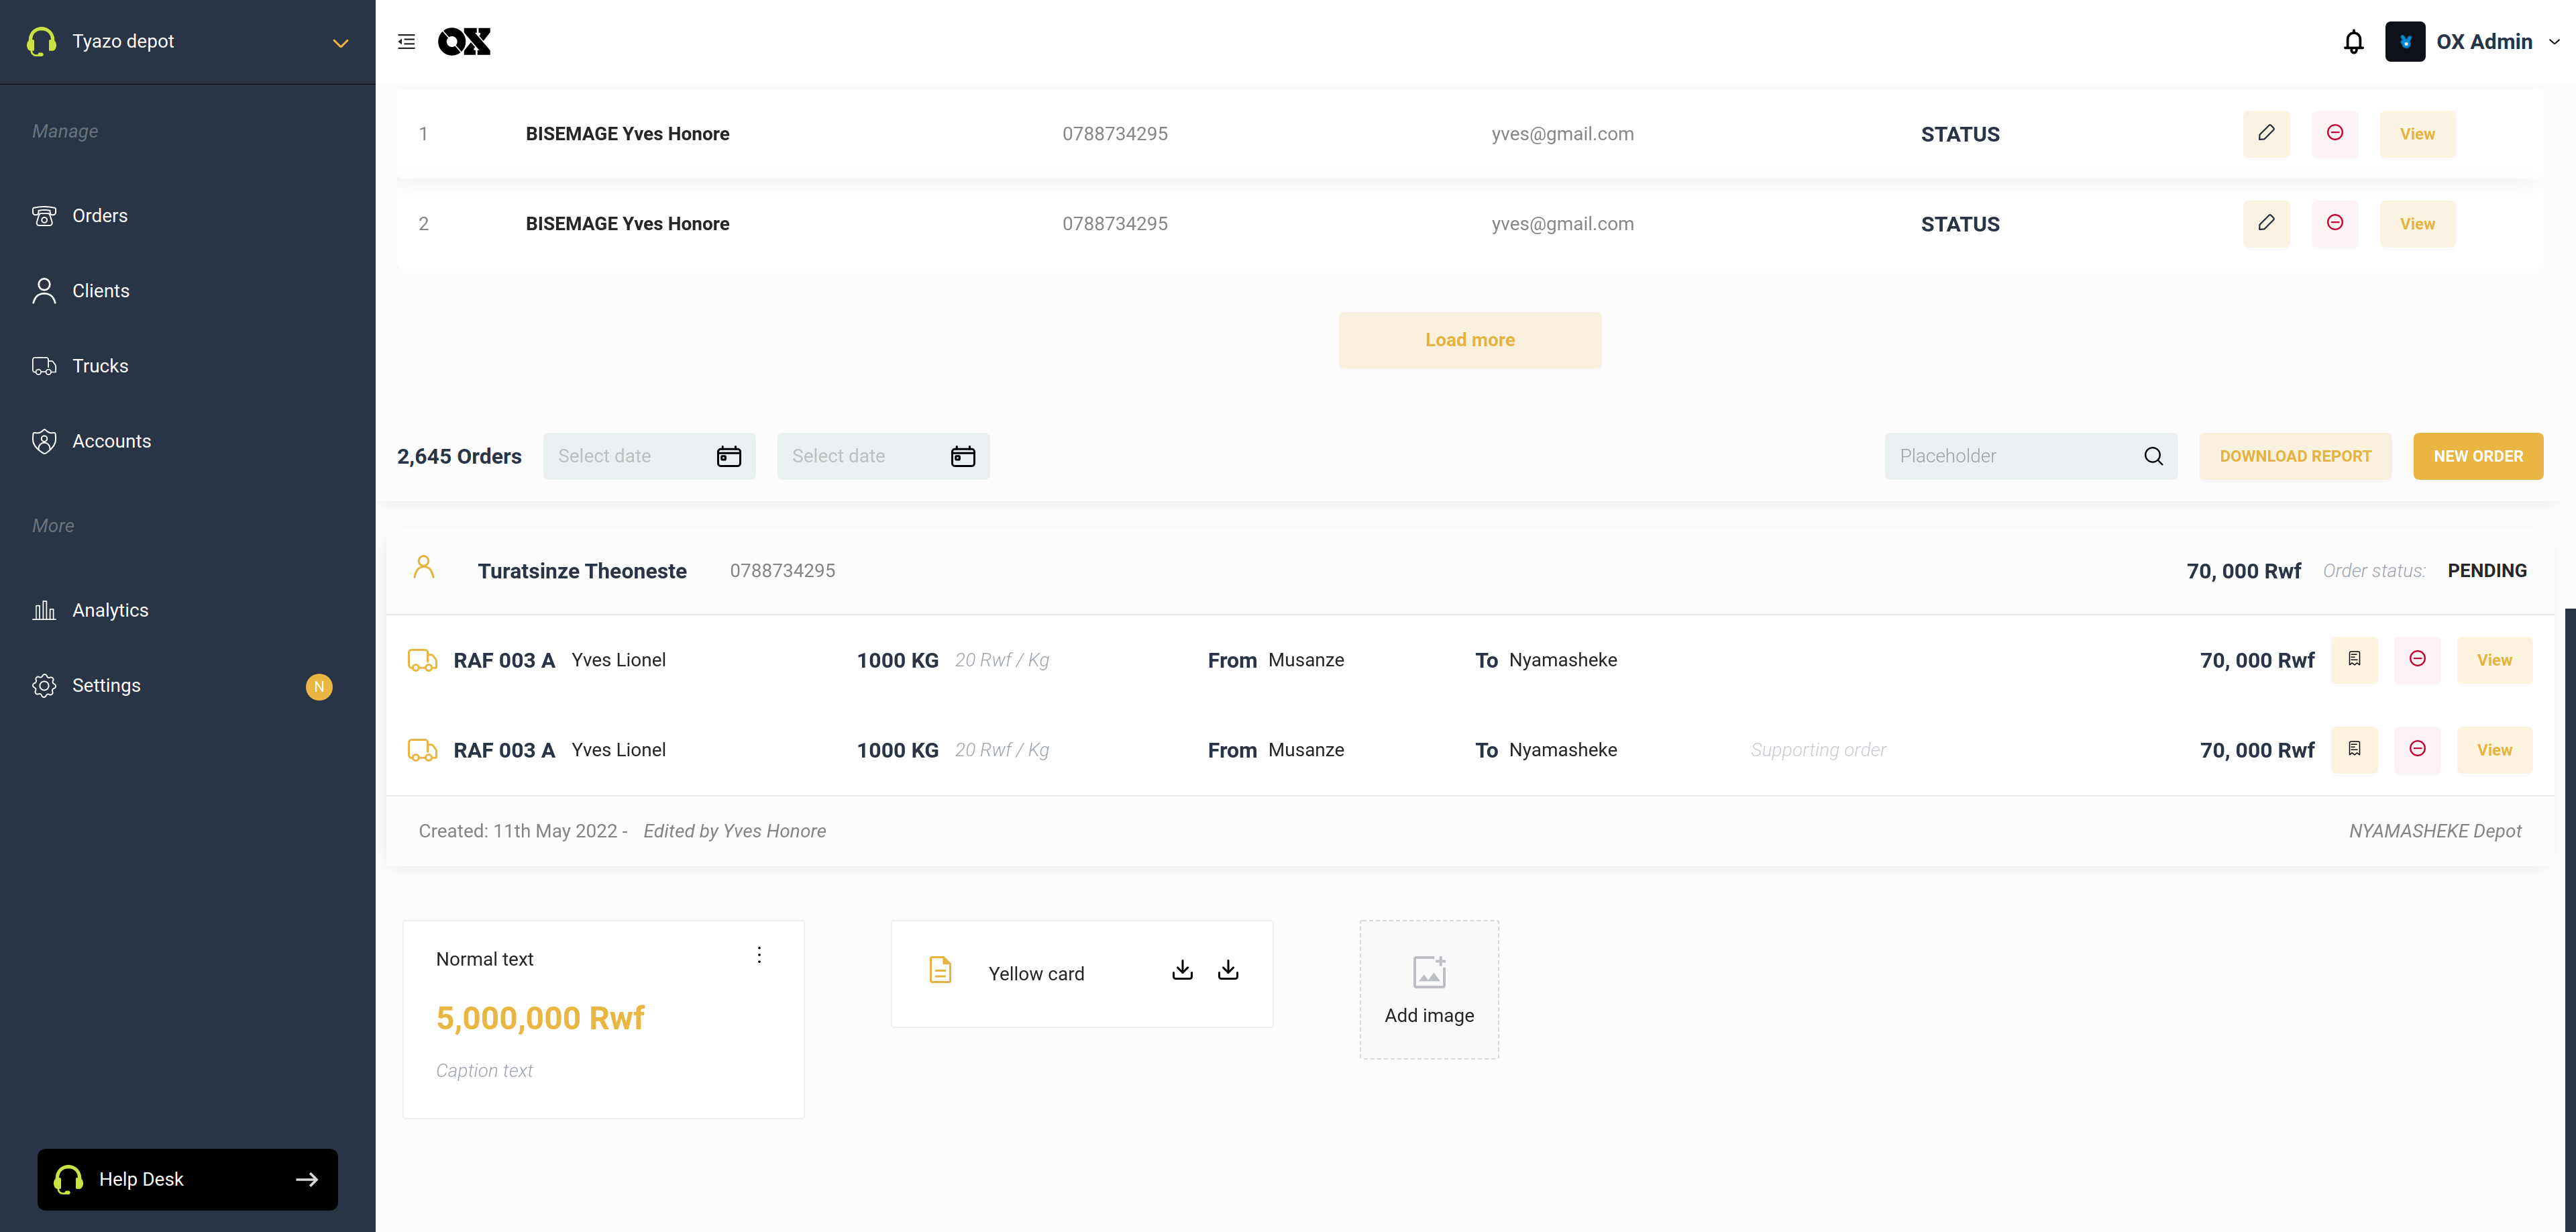 Tyazo depot
OX
OX Admin
Manage
Orders
Clients
Trucks
Accounts
More
Analytics
Settings
N
Help Desk
1 BISEMAGE Yves Honore 0788734295 yves@gmail.com STATUS View
2 BISEMAGE Yves Honore 0788734295 yves@gmail.com STATUS View
Load more
2,645 Orders Select date Select date Placeholder DOWNLOAD REPORT NEW ORDER
Turatsinze Theoneste 0788734295 70, 000 Rwf Order status: PENDING
RAF 003 A Yves Lionel 1000 KG 20 Rwf / Kg From Musanze To Nyamasheke 70, 000 Rwf View
RAF 003 A Yves Lionel 1000 KG 20 Rwf / Kg From Musanze To Nyamasheke Supporting order 70, 000 Rwf View
Created: 11th May 2022 - Edited by Yves Honore NYAMASHEKE Depot
Normal text
5,000,000 Rwf
Caption text
Yellow card
Add image